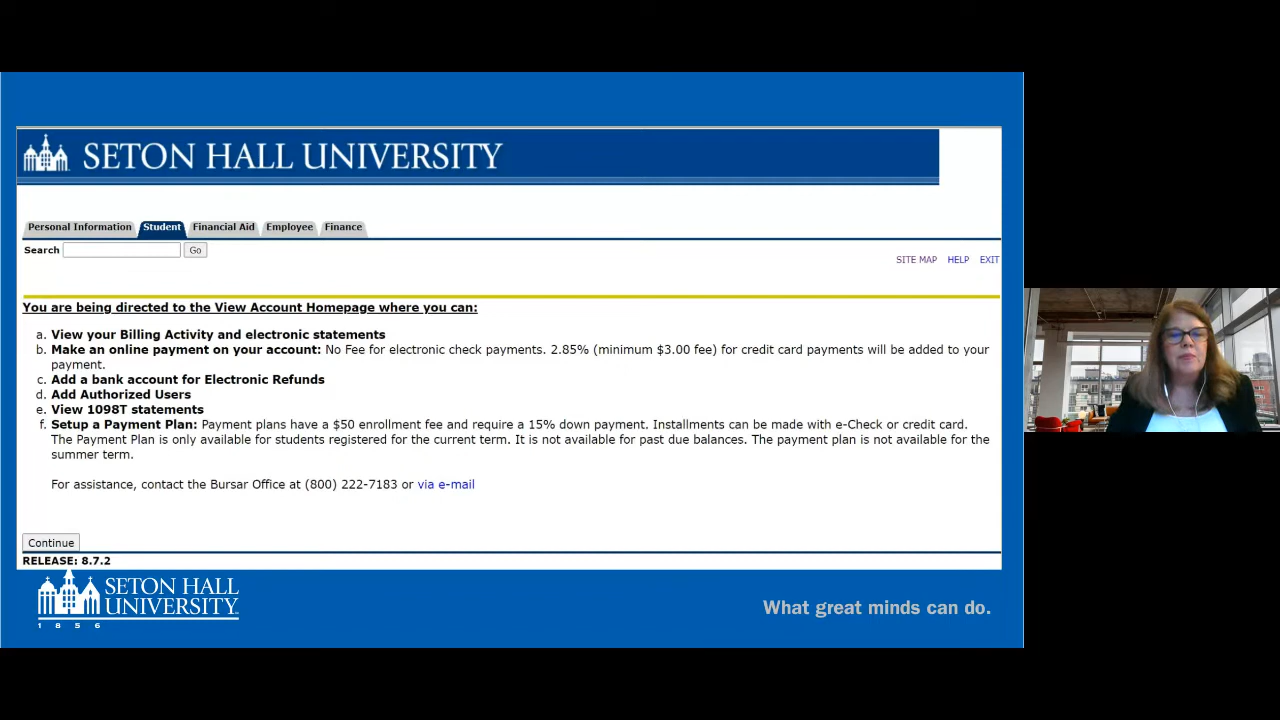 SETON HALL UNIVERSITY
Personal Information Student Financial Aid Employee Finance
Search Go
SITE MAP HELP EXIT
You are being directed to the View Account Homepage where you can:
a. View your Billing Activity and electronic statements
b. Make an online payment on your account: No Fee for electronic check payments. 2.85% (minimum $3.00 fee) for credit card payments will be added to your
payment.
c. Add a bank account for Electronic Refunds
d. Add Authorized Users
e. View 1098T statements
f. Setup a Payment Plan: Payment plans have a $50 enrollment fee and require a 15% down payment. Installments can be made with e-Check or credit card.
The Payment Plan is only available for students registered for the current term. It is not available for past due balances. The payment plan is not available for the
summer term.
For assistance, contact the Bursar Office at (800) 222-7183 or via e-mail
Continue
RELEASE: 8.7.2
SETON HALL
UNIVERSITY
1 8 5 6
What great minds can do.